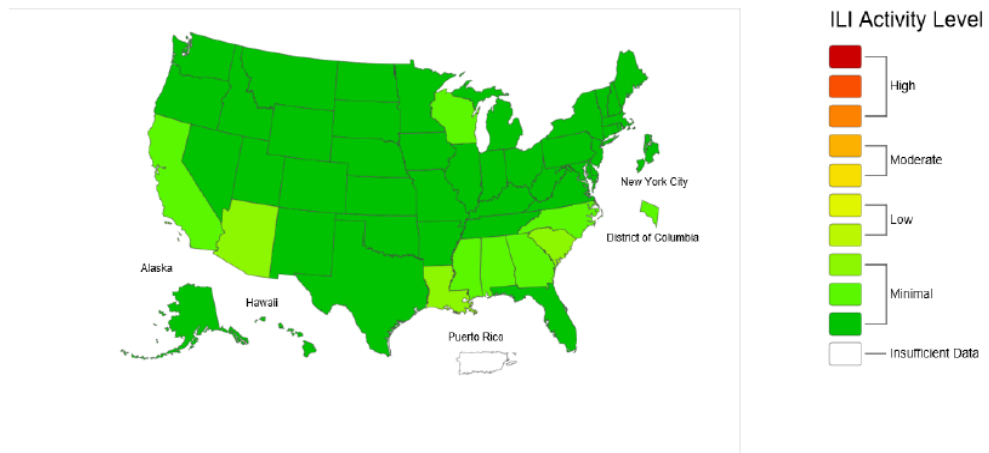 ILI Activity Level
High
Moderate
New York City
Low
District of Columbia
Alaska
Hawaii
Minimal
Puerto Rico
Insufficient Data